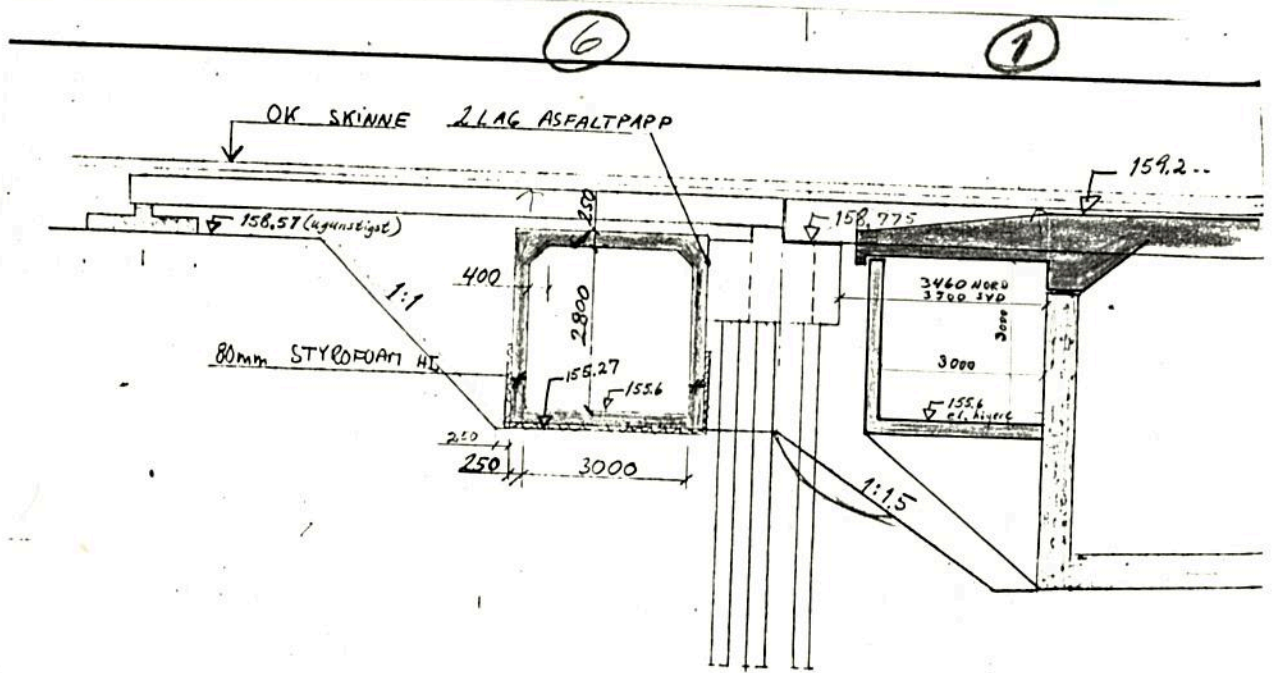 6
1
OK SKINNE
2 LAG ASFALTPAPP
159.2
250
158.57 (ugunstigst)
158.775
400
1:1
2800
3460 NORD
3700 SYD
3000
3000
80mm STYROFOAM HI
155.27
155.6
155.6
el. høyere
250
250
3000
1:1.5